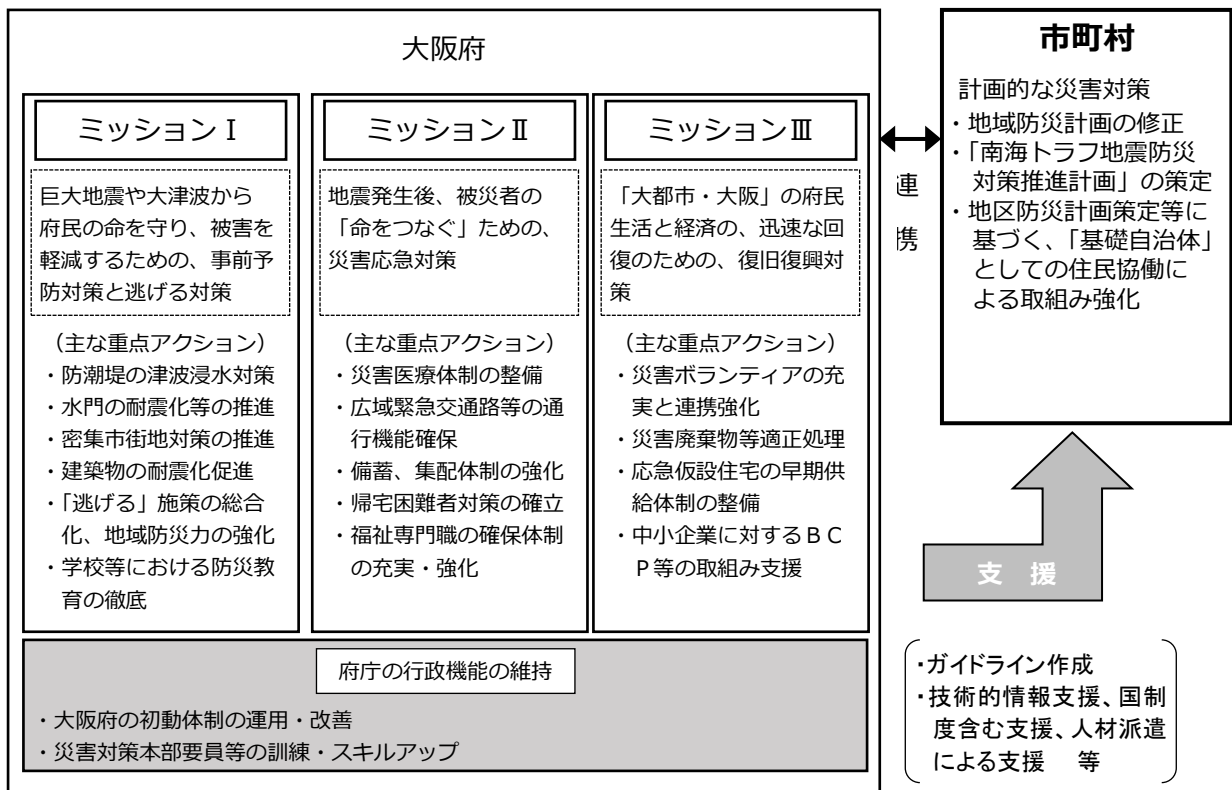 大阪府
ミッションⅠ
巨大地震や大津波から
府民の命を守り、被害を
軽減するための、事前予
防対策と逃げる対策
（主な重点アクション）
・防潮堤の津波浸水対策
・水門の耐震化等の推進
・密集市街地対策の推進
・建築物の耐震化促進
・「逃げる」施策の総合
化、地域防災力の強化
・学校等における防災教
育の徹底
ミッションⅡ
地震発生後、被災者の
「命をつなぐ」ための、
災害応急対策
（主な重点アクション）
・災害医療体制の整備
・広域緊急交通路等の通
行機能確保
・備蓄、集配体制の強化
・帰宅困難者対策の確立
・福祉専門職の確保体制
の充実・強化
ミッションⅢ
「大都市・大阪」の府民
生活と経済の、迅速な回
復のための、復旧復興対
策
（主な重点アクション）
・災害ボランティアの充
実と連携強化
・災害廃棄物等適正処理
・応急仮設住宅の早期供
給体制の整備
・中小企業に対するＢＣ
Ｐ等の取組み支援
府庁の行政機能の維持
・大阪府の初動体制の運用・改善
・災害対策本部要員等の訓練・スキルアップ
連
携
市町村
計画的な災害対策
・地域防災計画の修正
・「南海トラフ地震防災
対策推進計画」の策定
・地区防災計画策定等に
基づく、「基礎自治体」
としての住民協働に
よる取組み強化
支　援
・ガイドライン作成
・技術的情報支援、国制
度含む支援、人材派遣
による支援　等